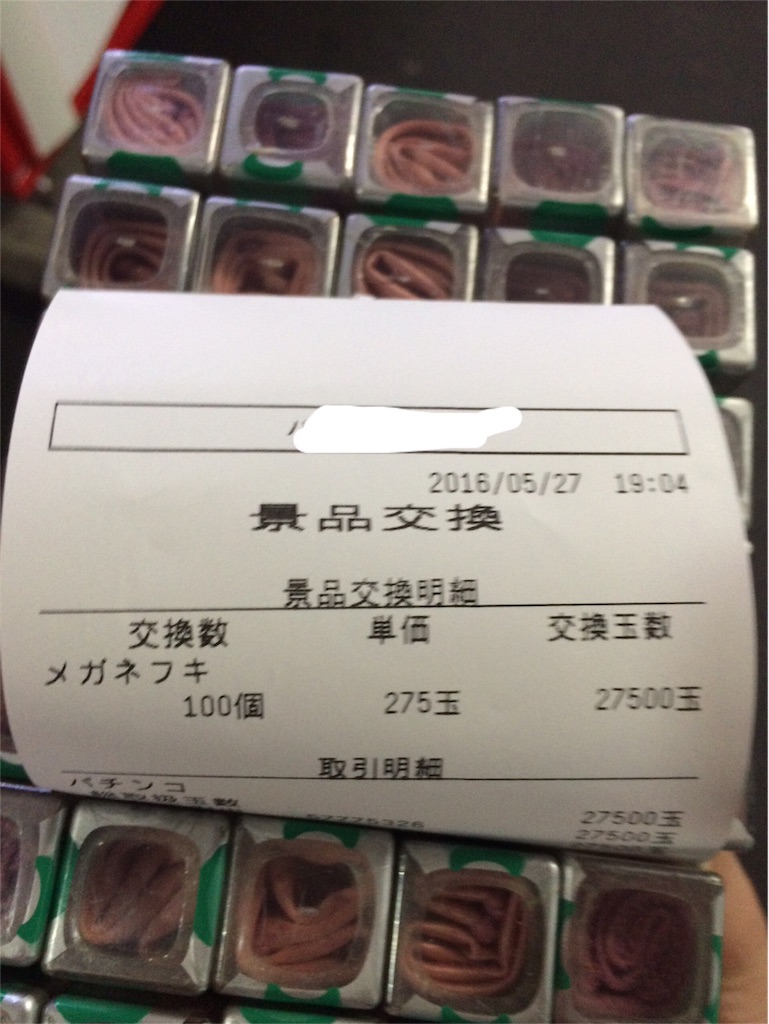 2016/05/27 19:04
景品交換
景品交換明細
交換数 単価 交換玉数
メガネフキ
100個 275玉 27500玉
取引明細
パチンコ 27500玉
27500玉